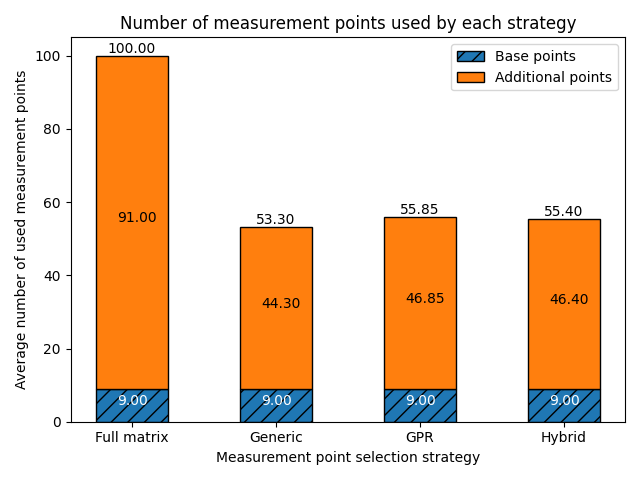 Number of measurement points used by each strategy
Average number of used measurement points
100
80
60
40
20
0
Base points
Additional points
100.00
53.30
55.85
55.40
91.00
44.30
46.85
46.40
9.00
9.00
9.00
9.00
Full matrix
Generic
GPR
Hybrid
Measurement point selection strategy